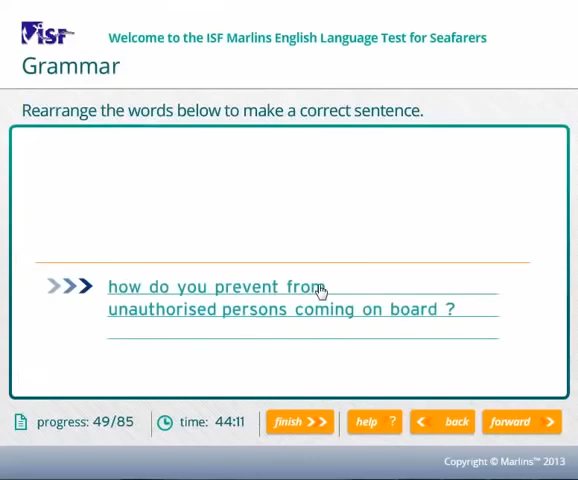 ISF
Welcome to the ISF Marlins English Language Test for Seafarers
Grammar
Rearrange the words below to make a correct sentence.
>>> how do you prevent from
unauthorised persons coming on board ?
progress: 49/85 time: 44:11 finish >> help ? << back forward >
Copyright © Marlins™ 2013